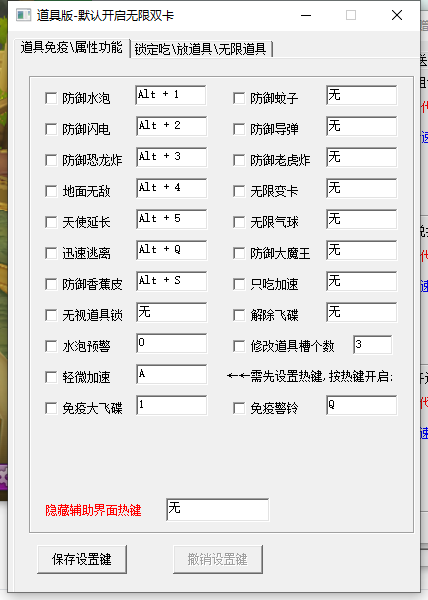 道具版-默认开启无限双卡
道具免疫\属性功能 锁定吃\放道具\无限道具
防御水泡 Alt + 1 防御蚊子 无
防御闪电 Alt + 2 防御导弹 无
防御恐龙炸 Alt + 3 防御老虎炸 无
地面无敌 Alt + 4 无限变卡 无
天使延长 Alt + 5 无限气球 无
迅速逃离 Alt + Q 防御大魔王 无
防御香蕉皮 Alt + S 只吃加速 无
无视道具锁 无 解除飞碟 无
水泡预警 O 修改道具槽个数 3
轻微加速 A ←←需先设置热键,按热键开启;
免疫大飞碟 1 免疫警铃 Q
隐藏辅助界面热键 无
保存设置键 撤销设置键